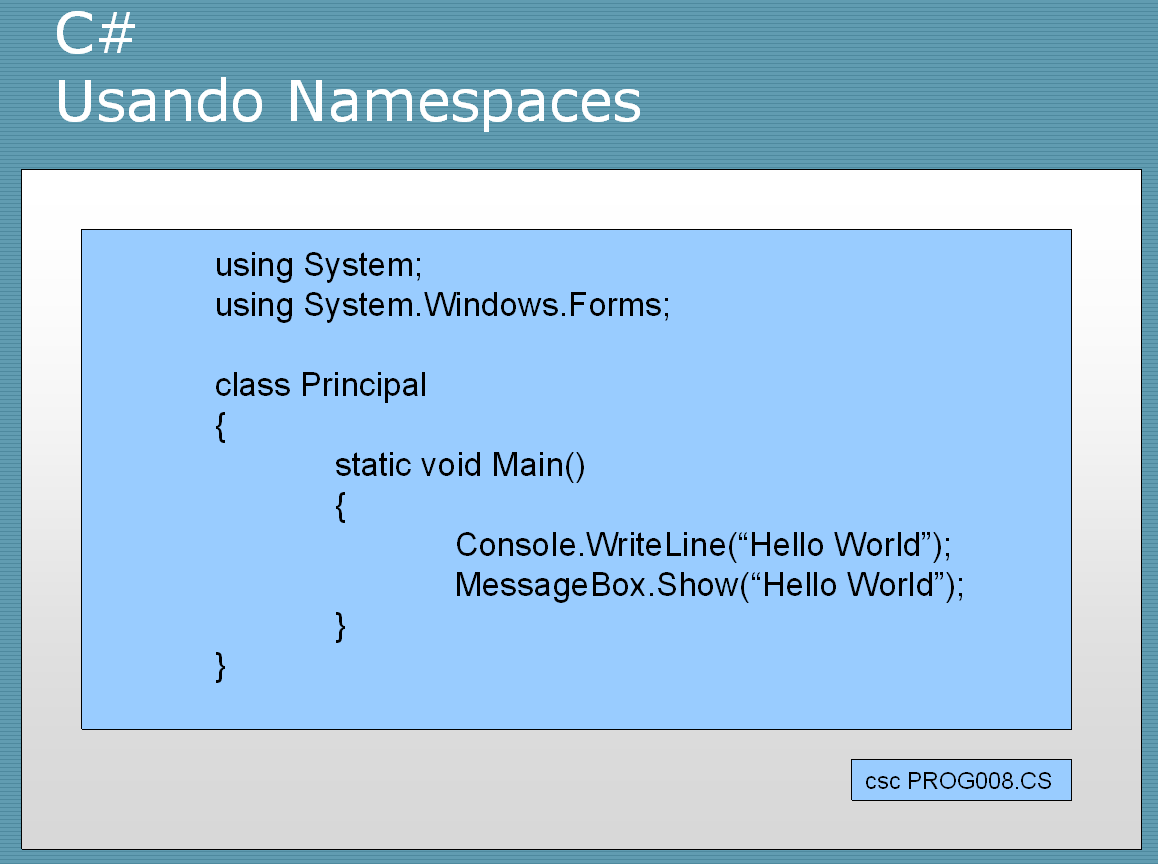 C#
Usando Namespaces
using System;
using System.Windows.Forms;
class Principal
{
static void Main()
{
Console.WriteLine(“Hello World”);
MessageBox.Show(“Hello World”);
}
}
csc PROG008.CS